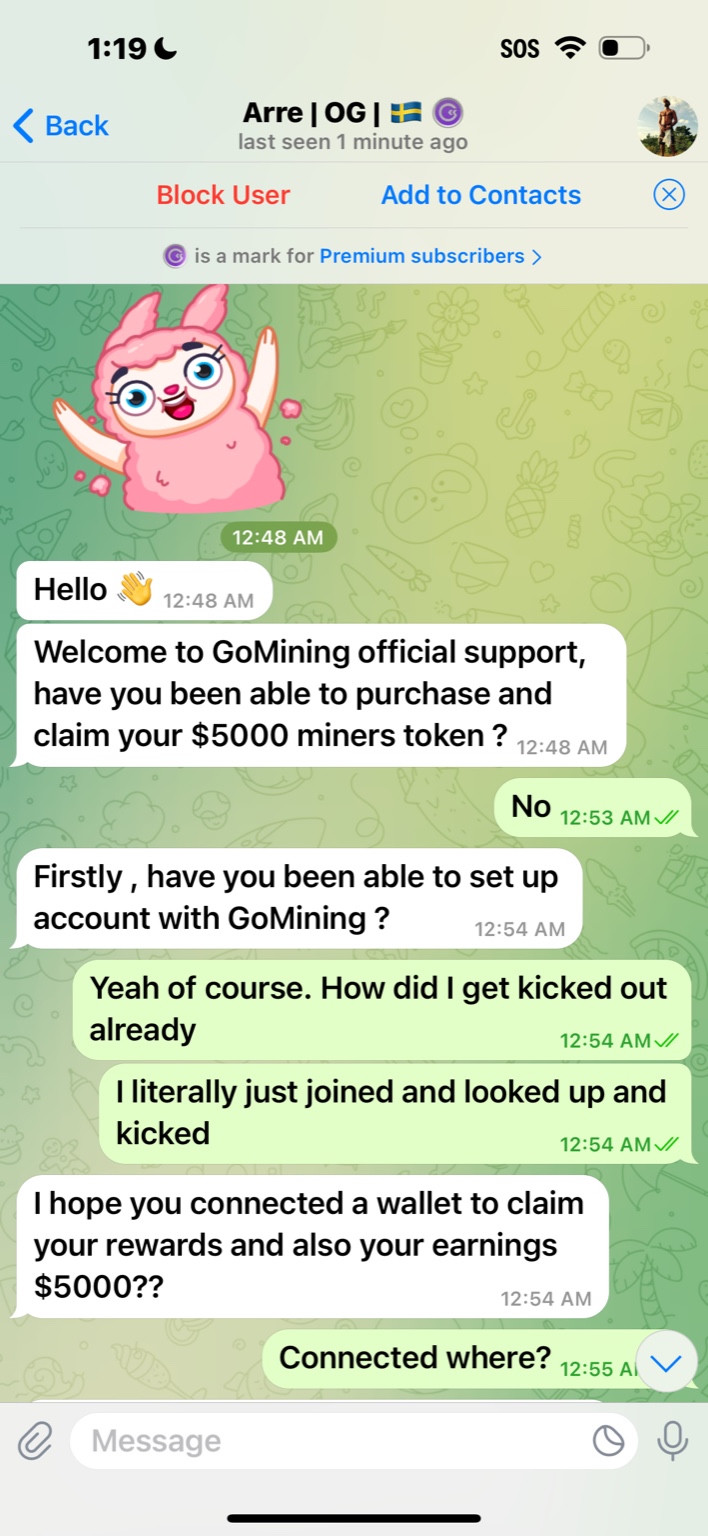 1:19
SOS
Back
Arre | OG | 🇸🇪
last seen 1 minute ago
Block User
Add to Contacts
is a mark for Premium subscribers >
12:48 AM
Hello 👋 12:48 AM
Welcome to GoMining official support,
have you been able to purchase and
claim your $5000 miners token ? 12:48 AM
No 12:53 AM
Firstly , have you been able to set up
account with GoMining ? 12:54 AM
Yeah of course. How did I get kicked out
already 12:54 AM
I literally just joined and looked up and
kicked 12:54 AM
I hope you connected a wallet to claim
your rewards and also your earnings
$5000?? 12:54 AM
Connected where? 12:55
Message